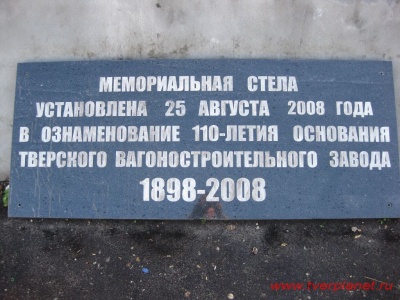 МЕМОРИАЛЬНАЯ СТЕЛА
УСТАНОВЛЕНА 25 АВГУСТА 2008 ГОДА
В ОЗНАМЕНОВАНИЕ 110-ЛЕТИЯ ОСНОВАНИЯ
ТВЕРСКОГО ВАГОНОСТРОИТЕЛЬНОГО ЗАВОДА
1898-2008
www.tverplanet.ru